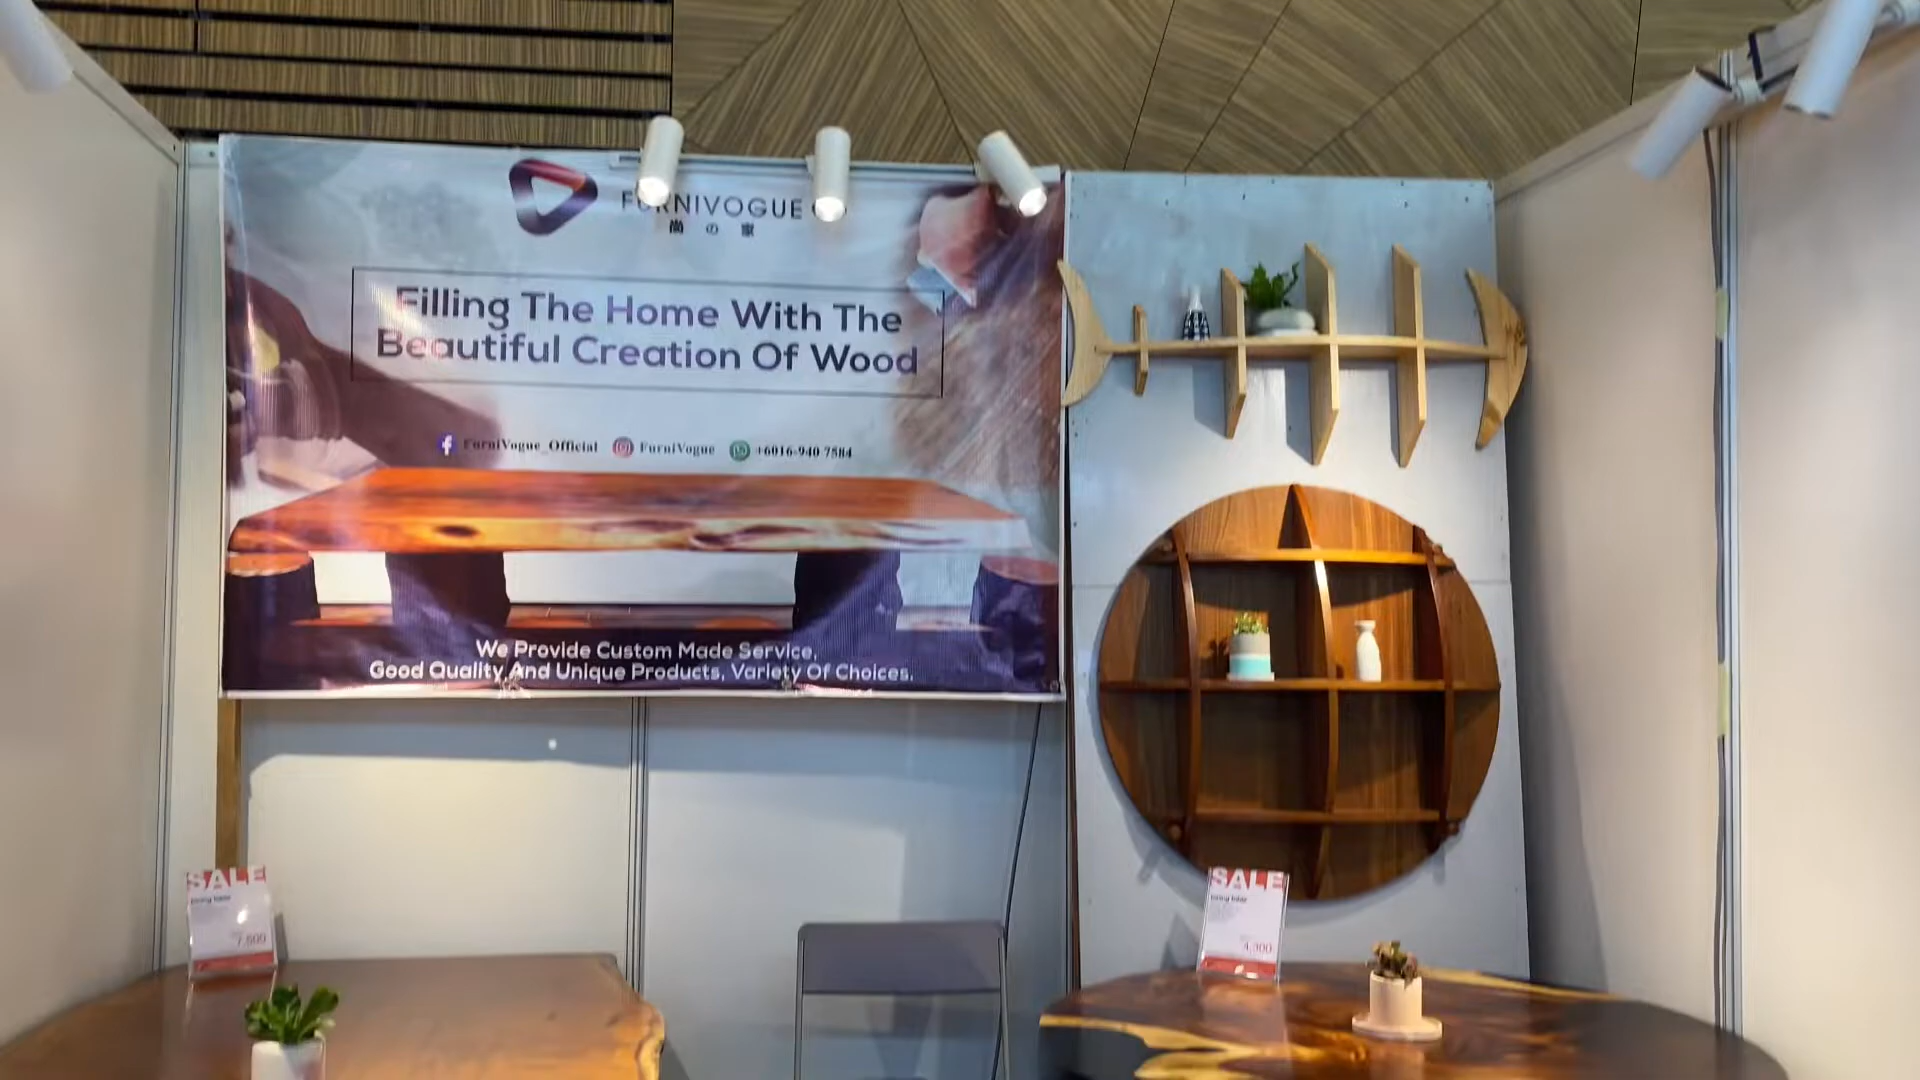 FURNIVOGUE
尚の家
Filling The Home With The
Beautiful Creation Of Wood
FurniVogue_Official FurniVogue +6016-940 7584
We Provide Custom Made Service,
Good Quality And Unique Products, Variety Of Choices.
SALE
7,500
SALE
4,300